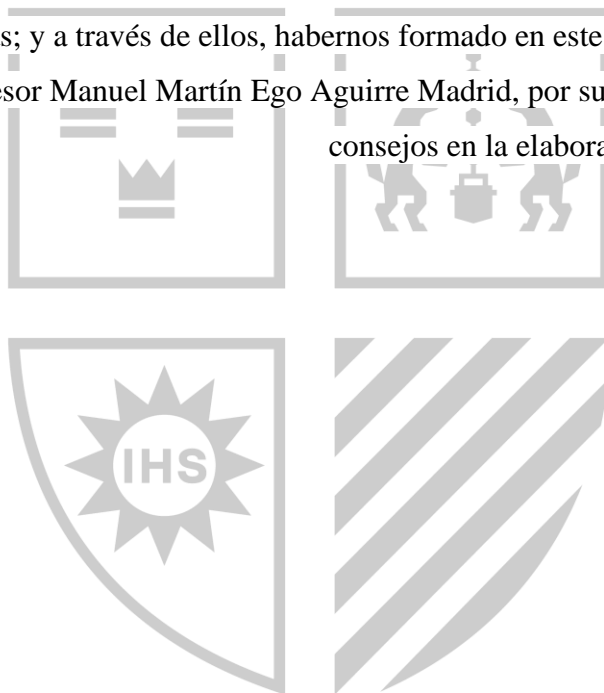 s; y a través de ellos, habernos formado en este
esor Manuel Martín Ego Aguirre Madrid, por su
consejos en la elabora
IHS